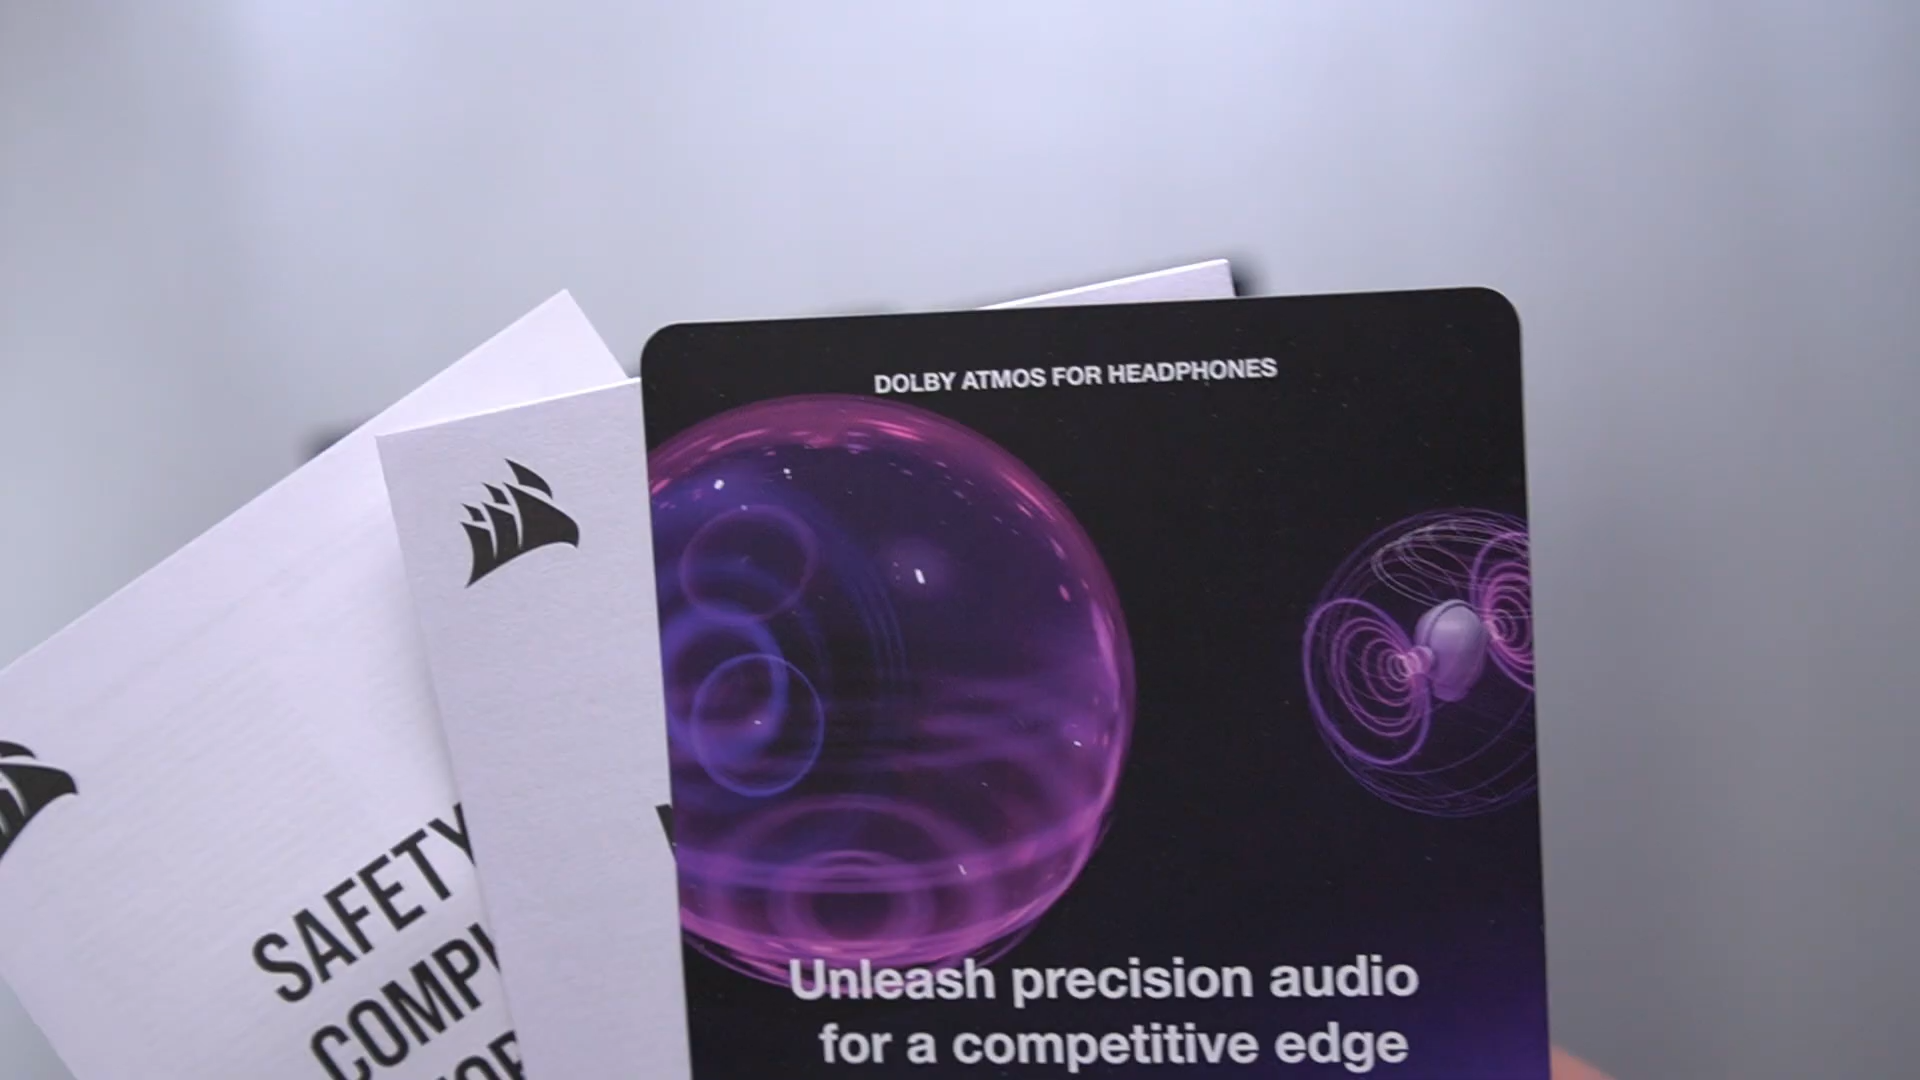 DOLBY ATMOS FOR HEADPHONES
Unleash precision audio
for a competitive edge
SAFETY